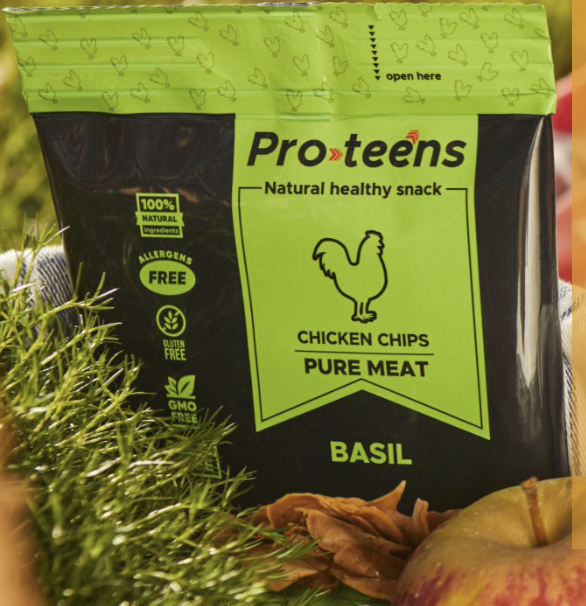 open here
Pro»teens
Natural healthy snack
100%
NATURAL
ingredients
ALLERGENS
FREE
GLUTEN
FREE
GMO
FREE
CHICKEN CHIPS
PURE MEAT
BASIL